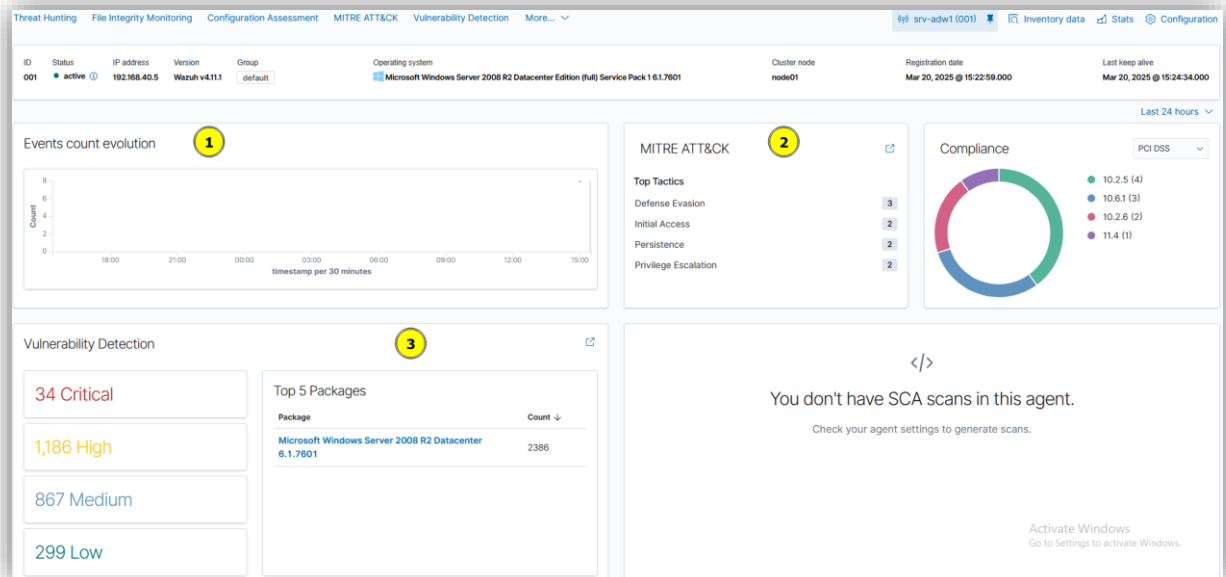 Threat Hunting File Integrity Monitoring Configuration Assessment MITRE ATT&CK Vulnerability Detection More... srv-adw1 (001) Inventory data Stats Configuration
ID Status IP address Version Group Operating system Cluster node Registration date Last keep alive
001 active 192.168.40.5 Wazuh v4.11.1 default Microsoft Windows Server 2008 R2 Datacenter Edition (full) Service Pack 1 6.1.7601 node01 Mar 20, 2025 @ 15:22:59.000 Mar 20, 2025 @ 15:24:34.000
Last 24 hours
Events count evolution 1
Count
8
6
4
2
0
18:00 21:00 00:00 03:00 06:00 09:00 12:00 15:00
timestamp per 30 minutes
MITRE ATT&CK 2
Top Tactics
Defense Evasion 3
Initial Access 2
Persistence 2
Privilege Escalation 2
Compliance PCI DSS
10.2.5 (4)
10.6.1 (3)
10.2.6 (2)
11.4 (1)
Vulnerability Detection 3
34 Critical
1,186 High
867 Medium
299 Low
Top 5 Packages
Package Count
Microsoft Windows Server 2008 R2 Datacenter 2386
6.1.7601
</>
You don't have SCA scans in this agent.
Check your agent settings to generate scans.
Activate Windows
Go to Settings to activate Windows.